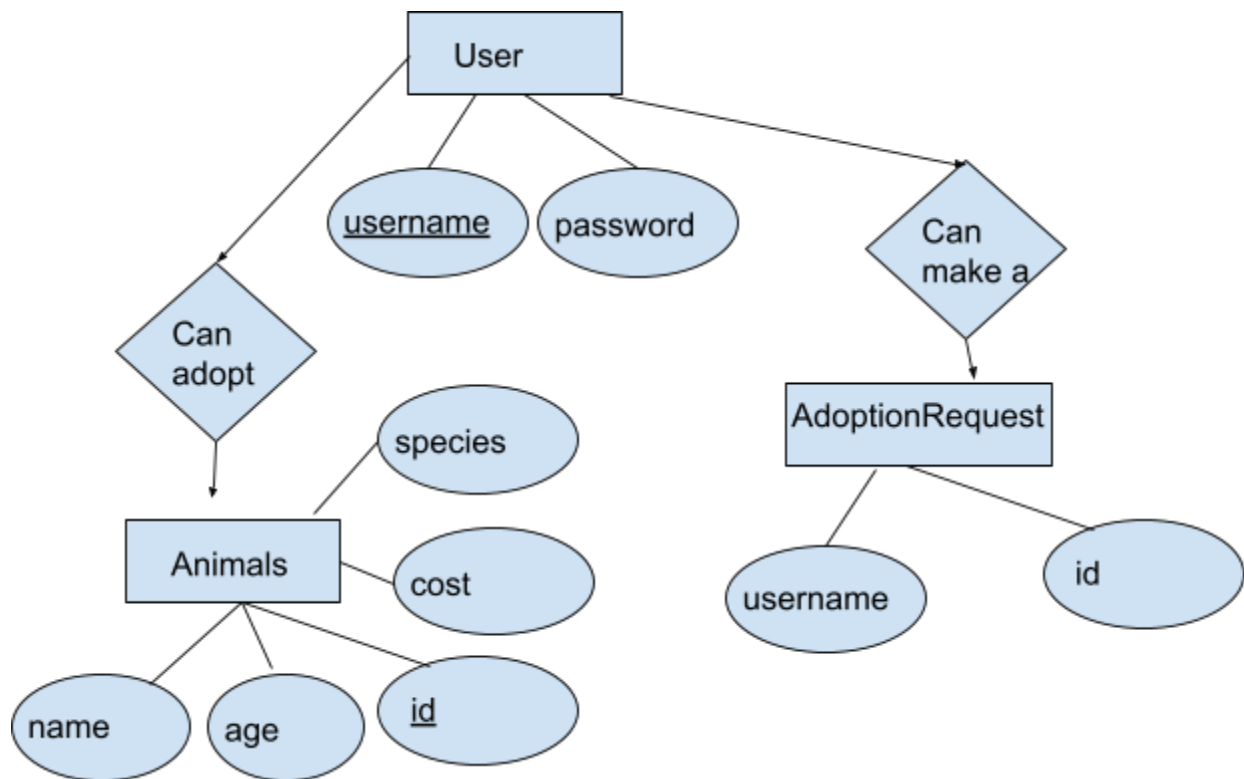 User
username
password
Can
make a
Can
adopt
species
AdoptionRequest
Animals
cost
username
id
name
age
id